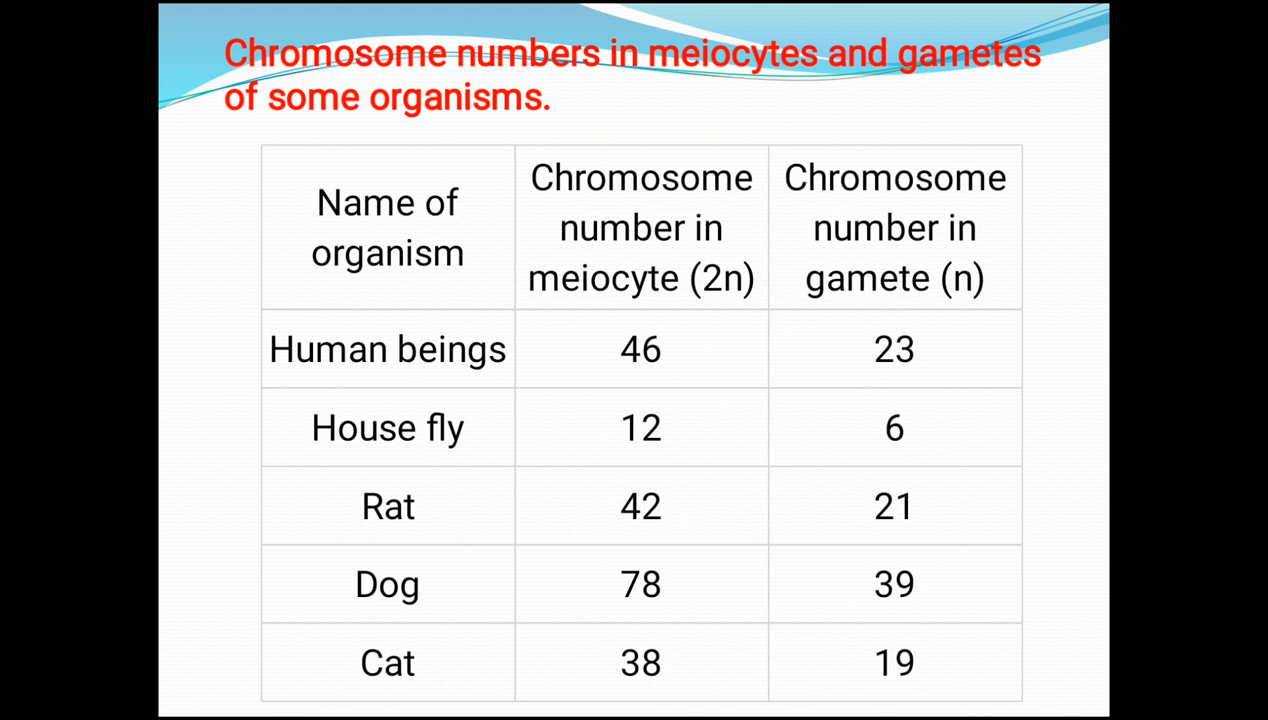 Chromosome numbers in meiocytes and gametes
of some organisms.
Name of organism | Chromosome number in meiocyte (2n) | Chromosome number in gamete (n)
Human beings | 46 | 23
House fly | 12 | 6
Rat | 42 | 21
Dog | 78 | 39
Cat | 38 | 19